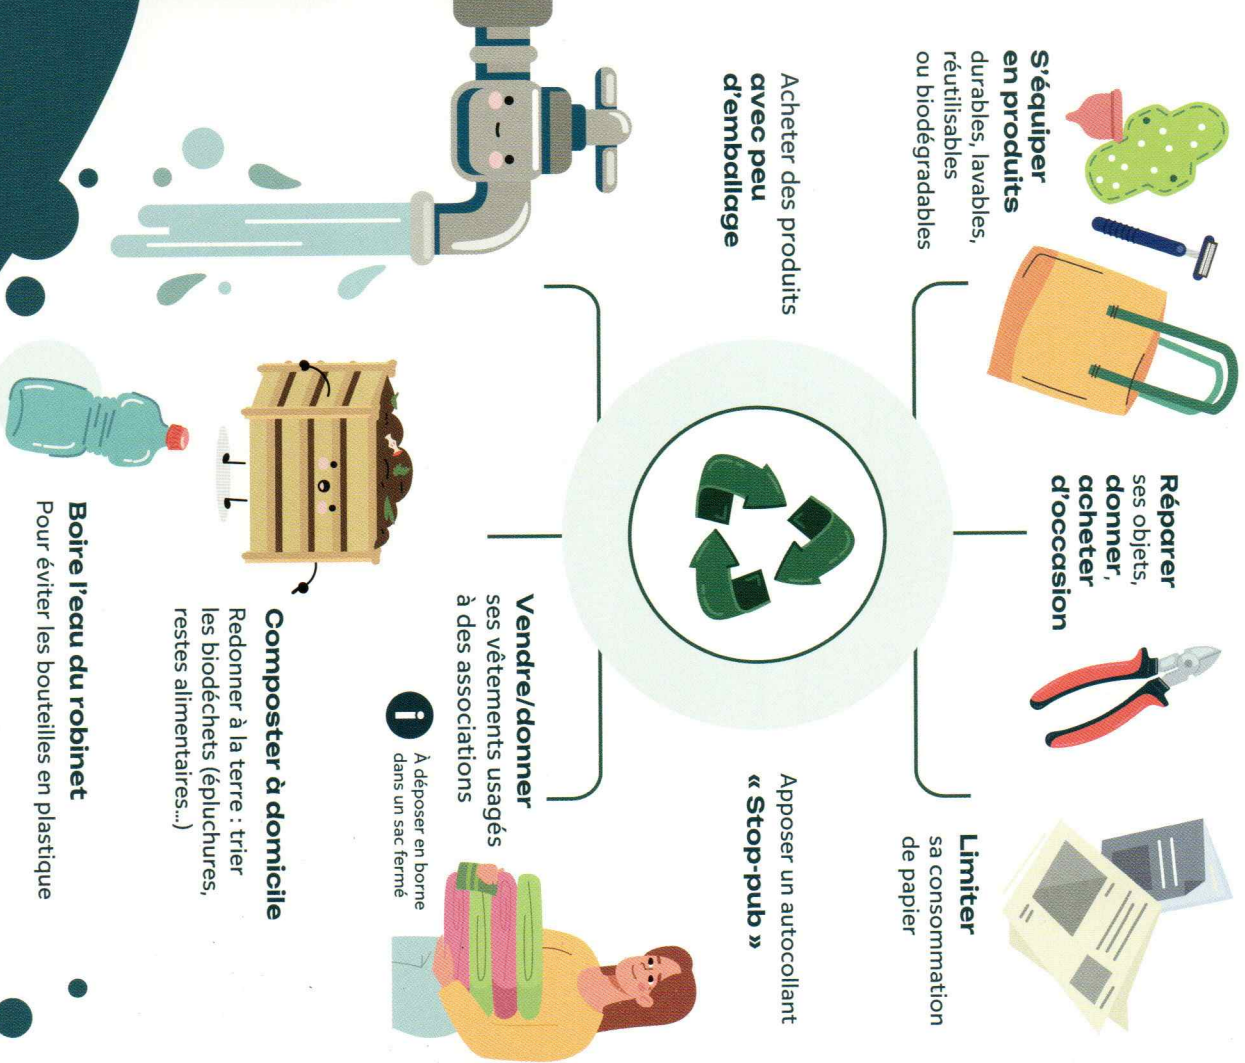 S'équiper
en produits
durables, lavables,
réutilisables
ou biodégradables
Réparer
ses objets,
donner,
acheter
d'occasion
Limiter
sa consommation
de papier
Acheter des produits
avec peu
d'emballage
Apposer un autocollant
« Stop-pub »
Vendre/donner
ses vêtements usagés
à des associations
i
À déposer en borne
dans un sac fermé
Composter à domicile
Redonner à la terre : trier
les biodéchets (épluchures,
restes alimentaires...)
Boire l'eau du robinet
Pour éviter les bouteilles en plastique